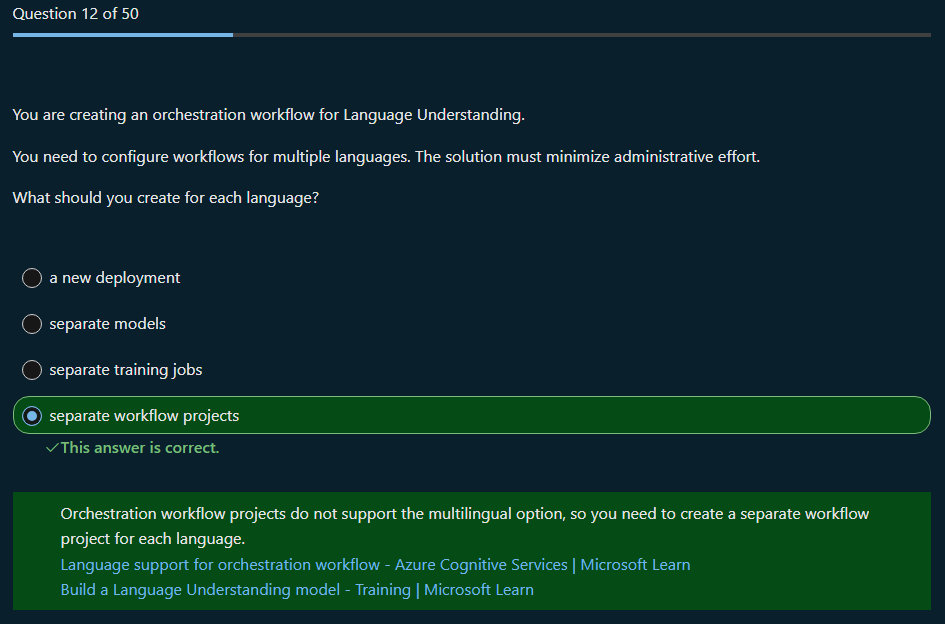 Question 12 of 50
You are creating an orchestration workflow for Language Understanding.
You need to configure workflows for multiple languages. The solution must minimize administrative effort.
What should you create for each language?
a new deployment
separate models
separate training jobs
separate workflow projects
This answer is correct.
Orchestration workflow projects do not support the multilingual option, so you need to create a separate workflow
project for each language.
Language support for orchestration workflow - Azure Cognitive Services | Microsoft Learn
Build a Language Understanding model - Training | Microsoft Learn